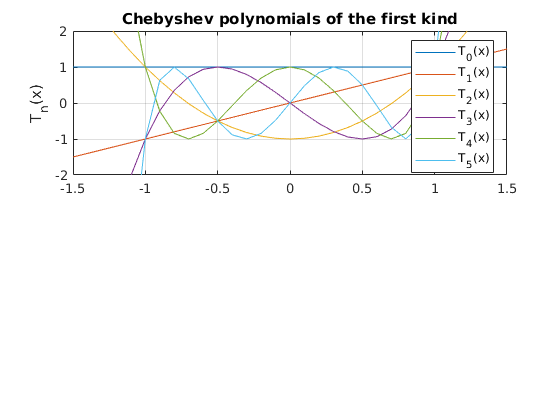 Chebyshev polynomials of the first kind
T_n(x)
2
1
0
-1
-2
-1.5 -1 -0.5 0 0.5 1 1.5
T_0(x)
T_1(x)
T_2(x)
T_3(x)
T_4(x)
T_5(x)